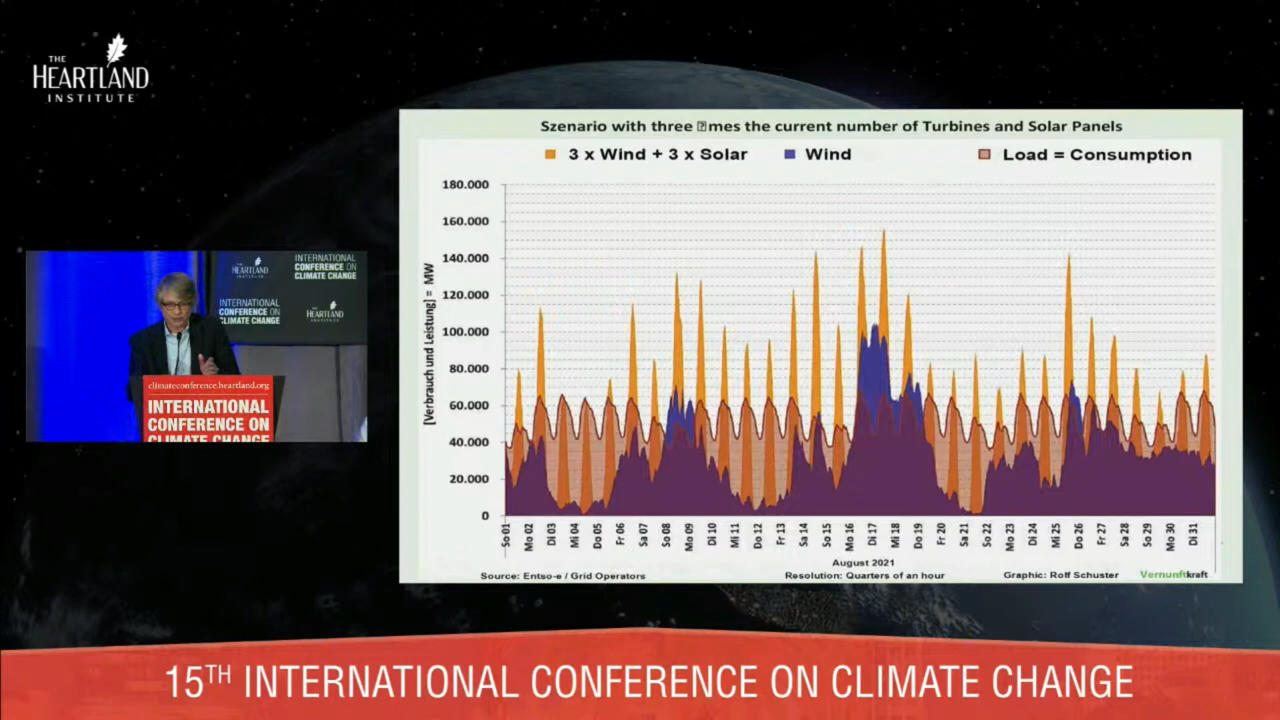 THE
HEARTLAND
INSTITUTE
Szenario with three �mes the current number of Turbines and Solar Panels
3 x Wind + 3 x Solar
Wind
Load = Consumption
[Verbrauch und Leistung] = MW
180.000
160.000
140.000
120.000
100.000
80.000
60.000
40.000
20.000
0
So 01
Mo 02
Di 03
Mi 04
Do 05
Fr 06
Sa 07
So 08
Mo 09
Di 10
Mi 11
Do 12
Fr 13
Sa 14
So 15
Mo 16
Di 17
Mi 18
Do 19
Fr 20
Sa 21
So 22
Mo 23
Di 24
Mi 25
Do 26
Fr 27
Sa 28
So 29
Mo 30
Di 31
August 2021
Source: Entso-e / Grid Operators
Resolution: Quarters of an hour
Graphic: Rolf Schuster
Vernunftkraft
THE
HEARTLAND
INSTITUTE
INTERNATIONAL
CONFERENCE ON
CLIMATE CHANGE
INTERNATIONAL
CONFERENCE ON
CLIMATE CHANGE
THE
HEARTLAND
INSTITUTE
climateconference.heartland.org
INTERNATIONAL
CONFERENCE ON
CLIMATE CHANGE
15TH INTERNATIONAL CONFERENCE ON CLIMATE CHANGE